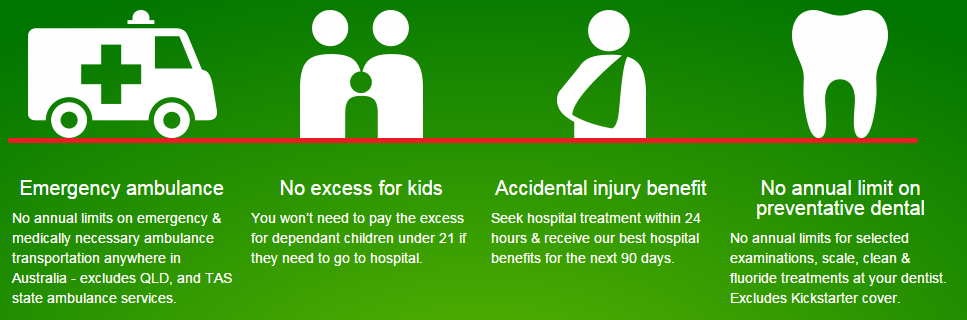 Emergency ambulance
No annual limits on emergency &
medically necessary ambulance
transportation anywhere in
Australia - excludes QLD, and TAS
state ambulance services.
No excess for kids
You won't need to pay the excess
for dependant children under 21 if
they need to go to hospital.
Accidental injury benefit
Seek hospital treatment within 24
hours & receive our best hospital
benefits for the next 90 days.
No annual limit on
preventative dental
No annual limits for selected
examinations, scale, clean &
fluoride treatments at your dentist.
Excludes Kickstarter cover.